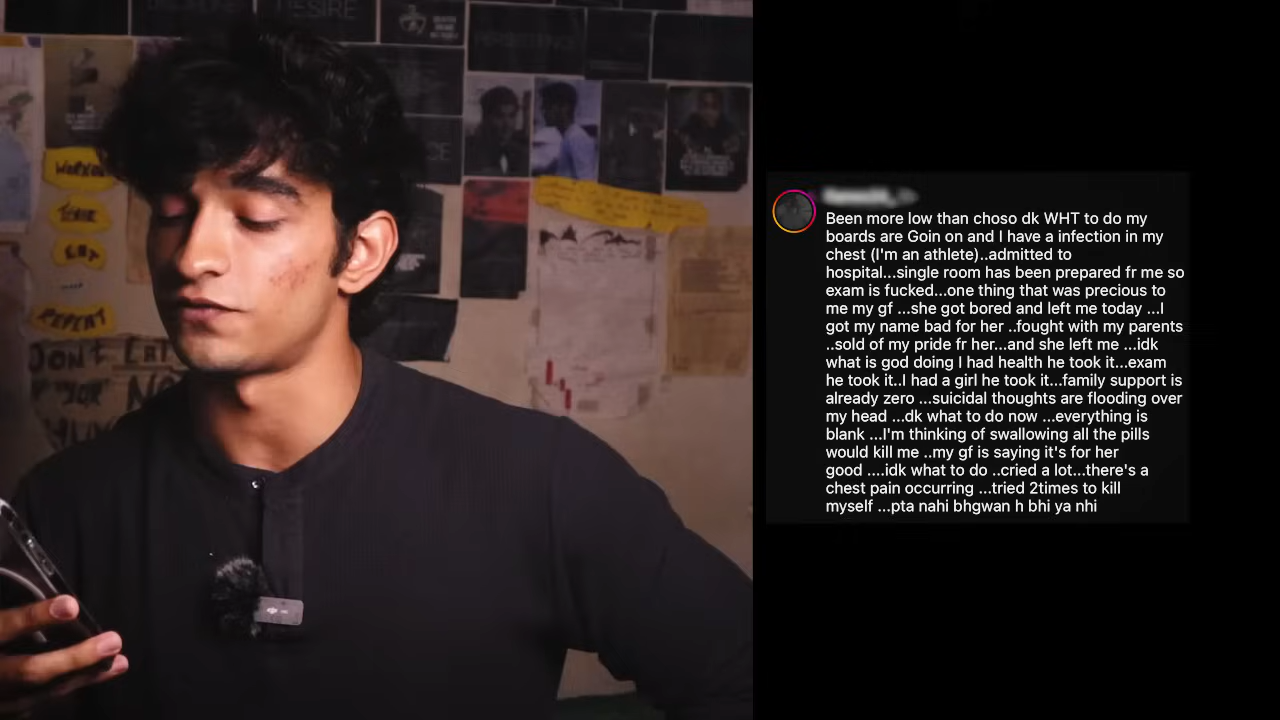 DESIRE
PERSISTENCE
WORKOUT
EAT
REPEAT
DON'T EAT
Been more low than choso dk WHT to do my
boards are Goin on and I have a infection in my
chest (I'm an athlete)..admitted to
hospital...single room has been prepared fr me so
exam is fucked...one thing that was precious to
me my gf ...she got bored and left me today ...I
got my name bad for her ..fought with my parents
..sold of my pride fr her...and she left me ...idk
what is god doing I had health he took it...exam
he took it..I had a girl he took it...family support is
already zero ...suicidal thoughts are flooding over
my head ...dk what to do now ...everything is
blank ...I'm thinking of swallowing all the pills
would kill me ..my gf is saying it's for her
good ....idk what to do ..cried a lot...there's a
chest pain occurring ...tried 2times to kill
myself ...pta nahi bhgwan h bhi ya nhi